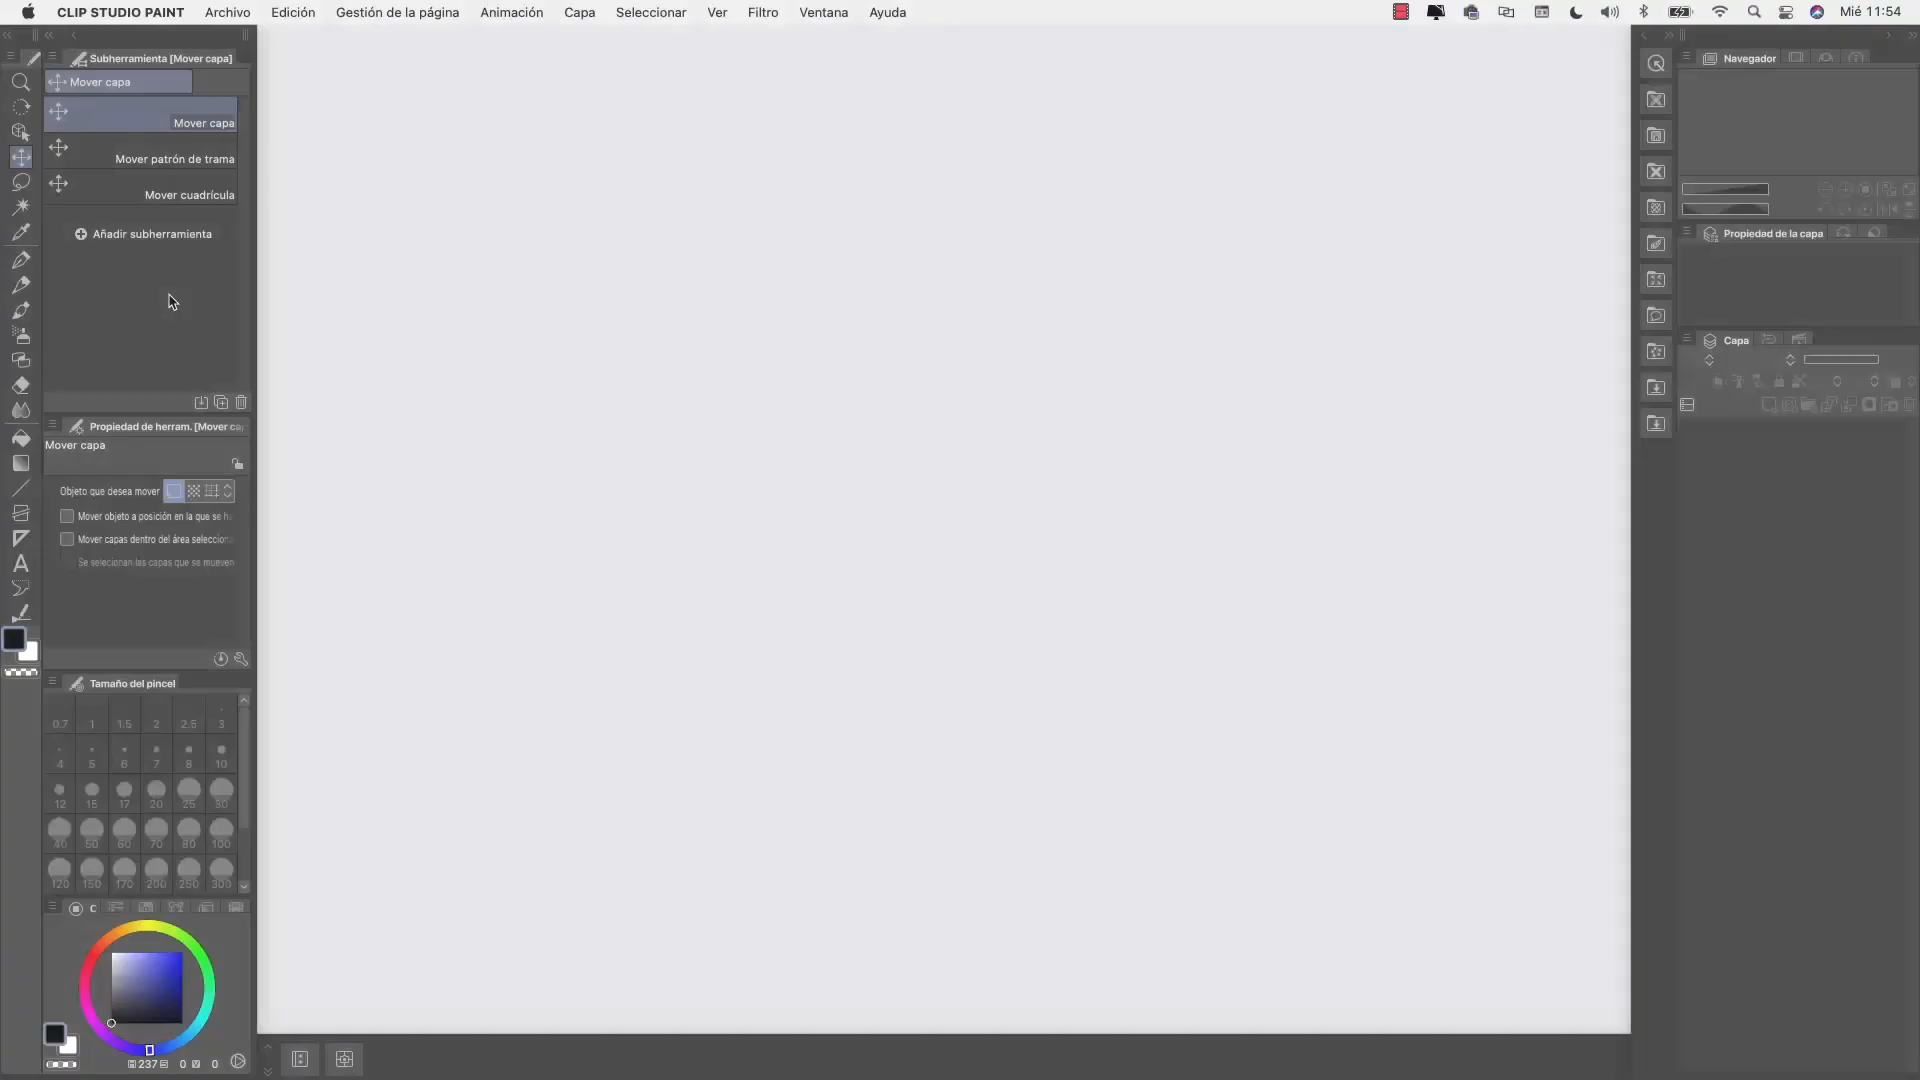 CLIP STUDIO PAINT Archivo Edición Gestión de la página Animación Capa Seleccionar Ver Filtro Ventana Ayuda Mié 11:54
Subherramienta [Mover capa]
Mover capa
Mover capa
Mover patrón de trama
Mover cuadrícula
Añadir subherramienta
Propiedad de herram. [Mover ca
Mover capa
Objeto que desea mover
Mover objeto a posición en la que se h
Mover capas dentro del área seleccion
Se selecionan las capas que se mueven
Tamaño del pincel
0.7 1 1.5 2 2.5 3
4 5 6 7 8 10
12 15 17 20 25 30
40 50 60 70 80 100
120 150 170 200 250 300
C
237 0 0
Navegador
Propiedad de la capa
Capa